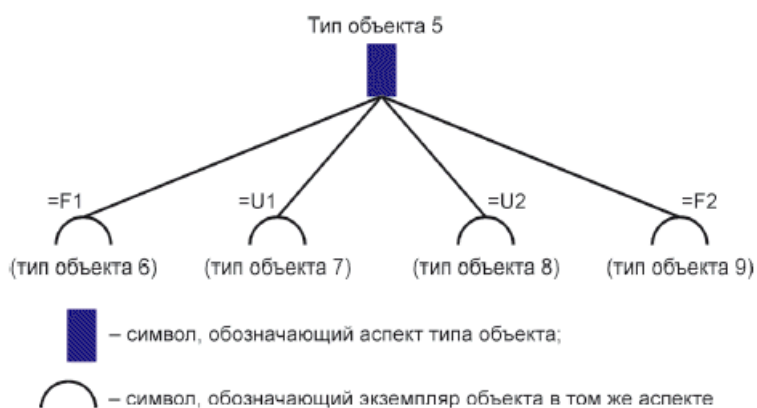 Тип объекта 5
=F1 =U1 =U2 =F2
(тип объекта 6) (тип объекта 7) (тип объекта 8) (тип объекта 9)
– символ, обозначающий аспект типа объекта;
– символ, обозначающий экземпляр объекта в том же аспекте